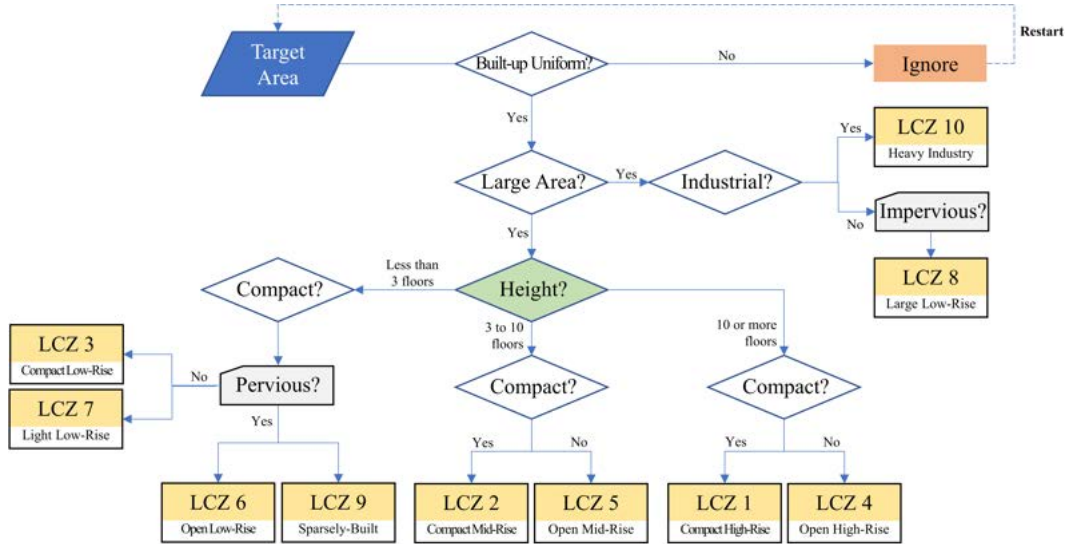 Target
Area
Built-up Uniform?
No
Ignore
Restart
Yes
Large Area?
Yes
Industrial?
Yes
LCZ 10
Heavy Industry
No
Impervious?
LCZ 8
Large Low-Rise
Yes
Height?
Less than
3 floors
Compact?
3 to 10
floors
10 or more
floors
LCZ 3
Compact Low-Rise
No
Pervious?
LCZ 7
Light Low-Rise
Yes
Compact?
Compact?
Yes
No
Yes
No
LCZ 6
Open Low-Rise
LCZ 9
Sparsely-Built
LCZ 2
Compact Mid-Rise
LCZ 5
Open Mid-Rise
LCZ 1
Compact High-Rise
LCZ 4
Open High-Rise